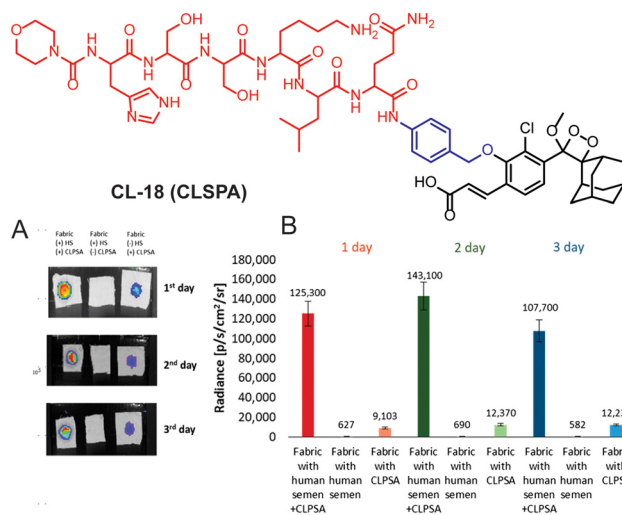 O
N
O
H
N
O
HO
N
NH
O
N
H
HO
H
N
O
NH2
O
N
H
O
NH2
O
N
H
O
HN
O
Cl
O
O
O
HO
O
CL-18 (CLSPA)
A
Fabric
(+) HS
(+) CLPSA
Fabric
(+) HS
(-) CLPSA
Fabric
(-) HS
(+) CLPSA
1st day
2nd day
3rd day
B
1 day
2 day
3 day
Radiance [p/s/cm²/sr]
180,000
160,000
140,000
120,000
100,000
80,000
60,000
40,000
20,000
0
125,300
627
9,103
143,100
690
12,370
107,700
582
Fabric with human semen +CLPSA
Fabric with human semen
Fabric with CLPSA
Fabric with human semen +CLPSA
Fabric with human semen
Fabric with CLPSA
Fabric with human semen +CLPSA
Fabric with human semen